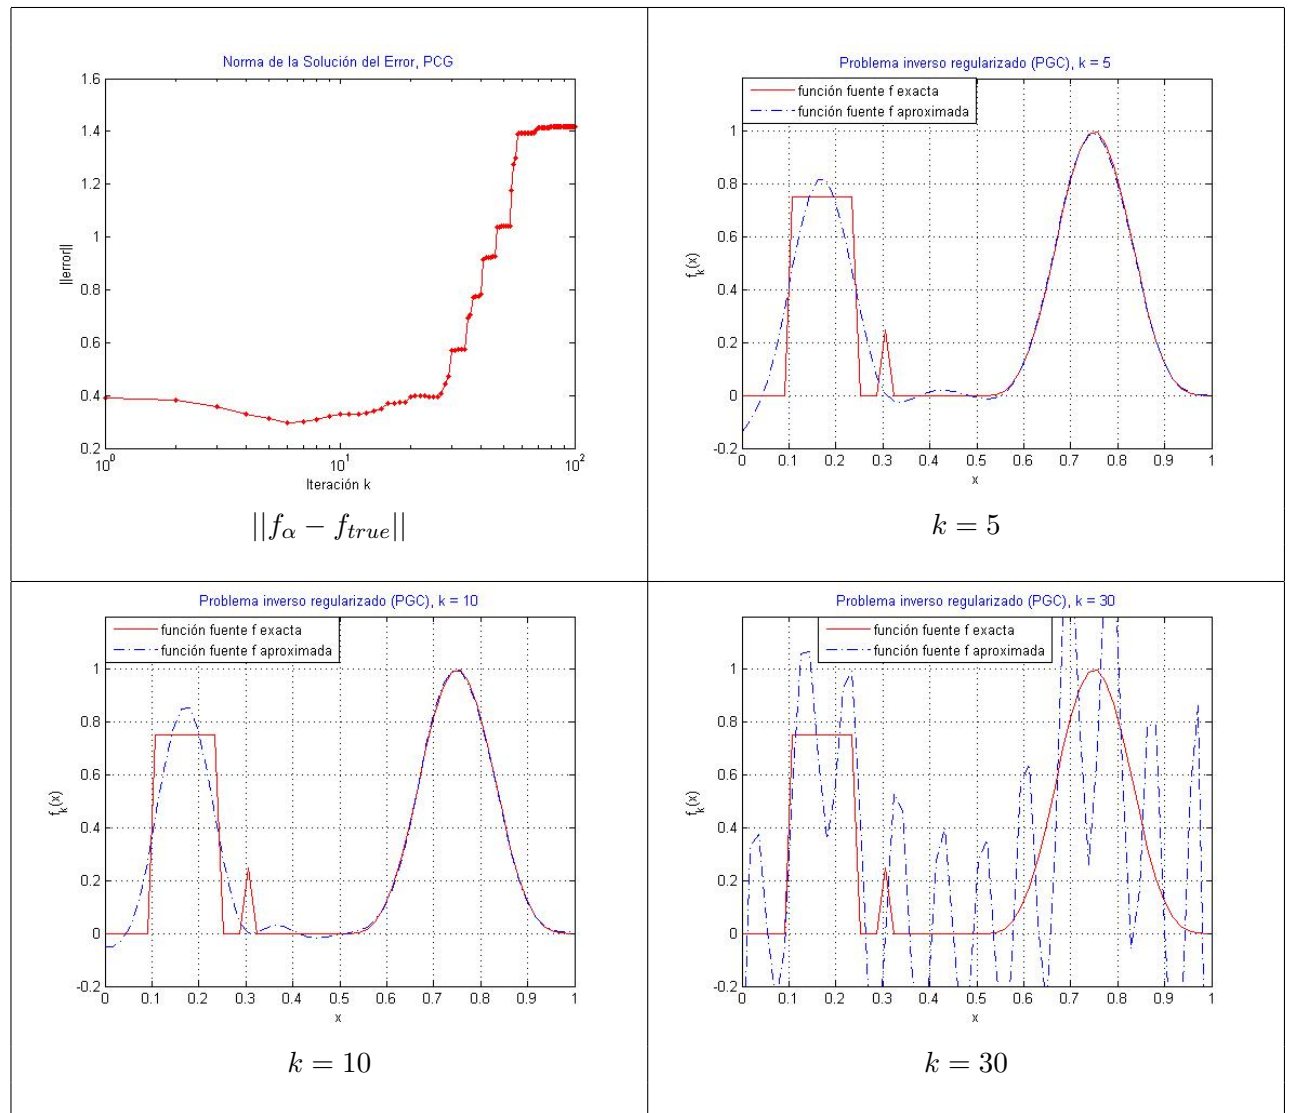 Norma de la Solución del Error, PCG
1.6
1.4
1.2
1
0.8
0.6
0.4
0.2
||error||
10^0 10^1 10^2
Iteración k
||f_α − f_{true}||
Problema inverso regularizado (PGC), k = 5
función fuente f exacta
función fuente f aproximada
1
0.8
0.6
0.4
0.2
0
-0.2
f_k(x)
0 0.1 0.2 0.3 0.4 0.5 0.6 0.7 0.8 0.9 1
x
k = 5
Problema inverso regularizado (PGC), k = 10
función fuente f exacta
función fuente f aproximada
1
0.8
0.6
0.4
0.2
0
-0.2
f_k(x)
0 0.1 0.2 0.3 0.4 0.5 0.6 0.7 0.8 0.9 1
x
k = 10
Problema inverso regularizado (PGC), k = 30
función fuente f exacta
función fuente f aproximada
1
0.8
0.6
0.4
0.2
0
-0.2
f_k(x)
0 0.1 0.2 0.3 0.4 0.5 0.6 0.7 0.8 0.9 1
x
k = 30